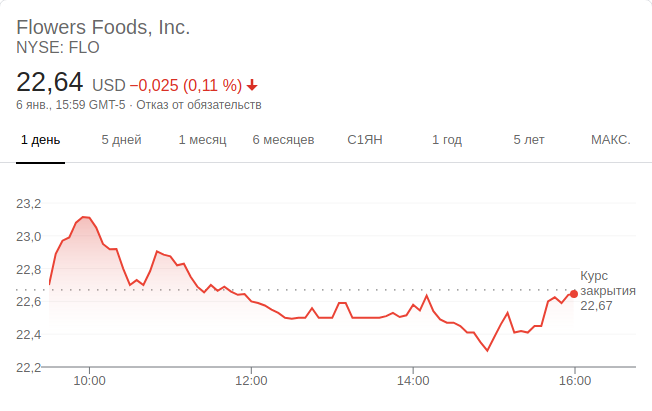 Flowers Foods, Inc.
NYSE: FLO
22,64 USD −0,025 (0,11 %)
6 янв., 15:59 GMT-5 · Отказ от обязательств
1 день 5 дней 1 месяц 6 месяцев С1ЯН 1 год 5 лет МАКС.
23,2
23,0
22,8
22,6
22,4
22,2
Курс
закрытия
22,67
10:00 12:00 14:00 16:00